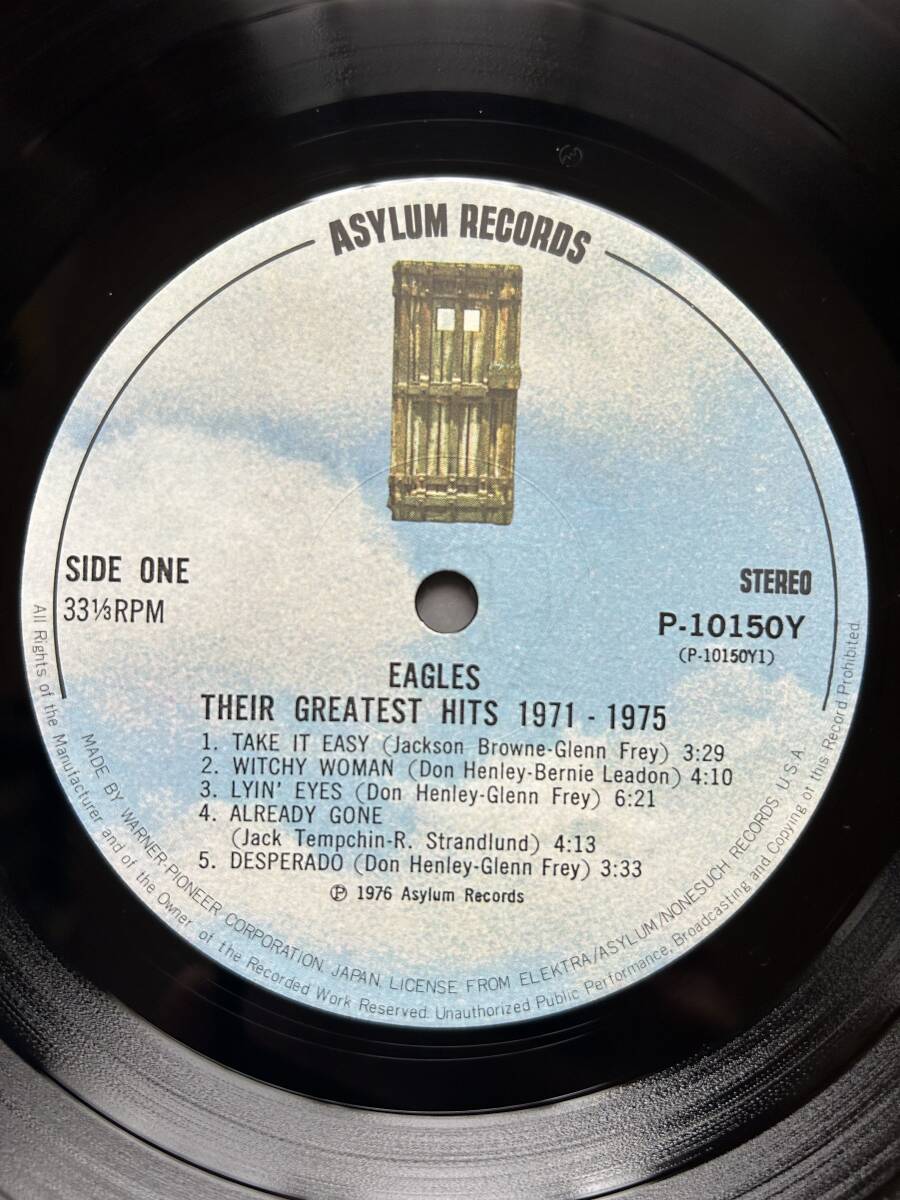 ASYLUM RECORDS
SIDE ONE
33⅓RPM
STEREO
P-10150Y
(P-10150Y1)
EAGLES
THEIR GREATEST HITS 1971 - 1975
1. TAKE IT EASY (Jackson Browne-Glenn Frey) 3:29
2. WITCHY WOMAN (Don Henley-Bernie Leadon) 4:10
3. LYIN' EYES (Don Henley-Glenn Frey) 6:21
4. ALREADY GONE
(Jack Tempchin-R. Strandlund) 4:13
5. DESPERADO (Don Henley-Glenn Frey) 3:33
Ⓟ 1976 Asylum Records
MADE BY WARNER-PIONEER CORPORATION, JAPAN, LICENSE FROM ELEKTRA/ASYLUM/NONESUCH RECORDS, U.S.A.
All Rights of the Manufacturer and of the Owner of the Recorded Work Reserved. Unauthorized Public Performance, Broadcasting and Copying of this Record Prohibited.